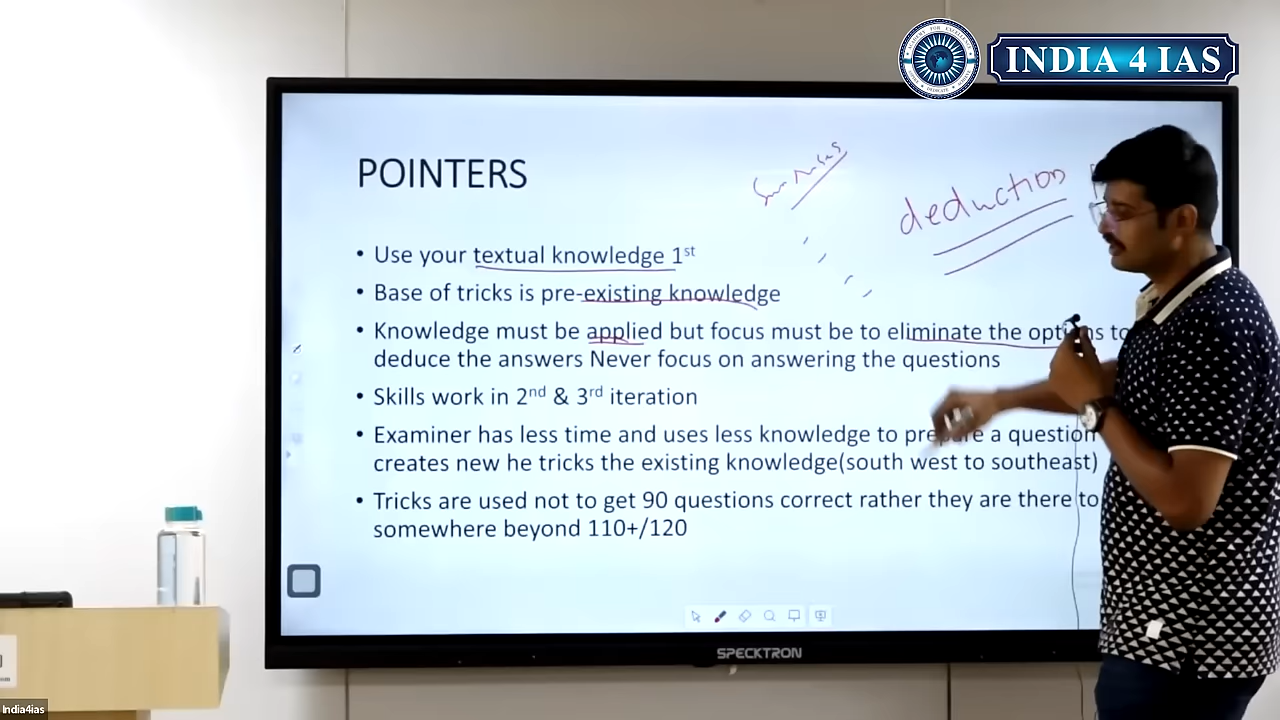 INDIA 4 IAS
POINTERS
deduction
• Use your textual knowledge 1st
• Base of tricks is pre-existing knowledge
• Knowledge must be applied but focus must be to eliminate the options to
deduce the answers Never focus on answering the questions
• Skills work in 2nd & 3rd iteration
• Examiner has less time and uses less knowledge to prepare a question
creates new he tricks the existing knowledge(south west to southeast)
• Tricks are used not to get 90 questions correct rather they are there to
somewhere beyond 110+/120
SPECKTRON
India4ias